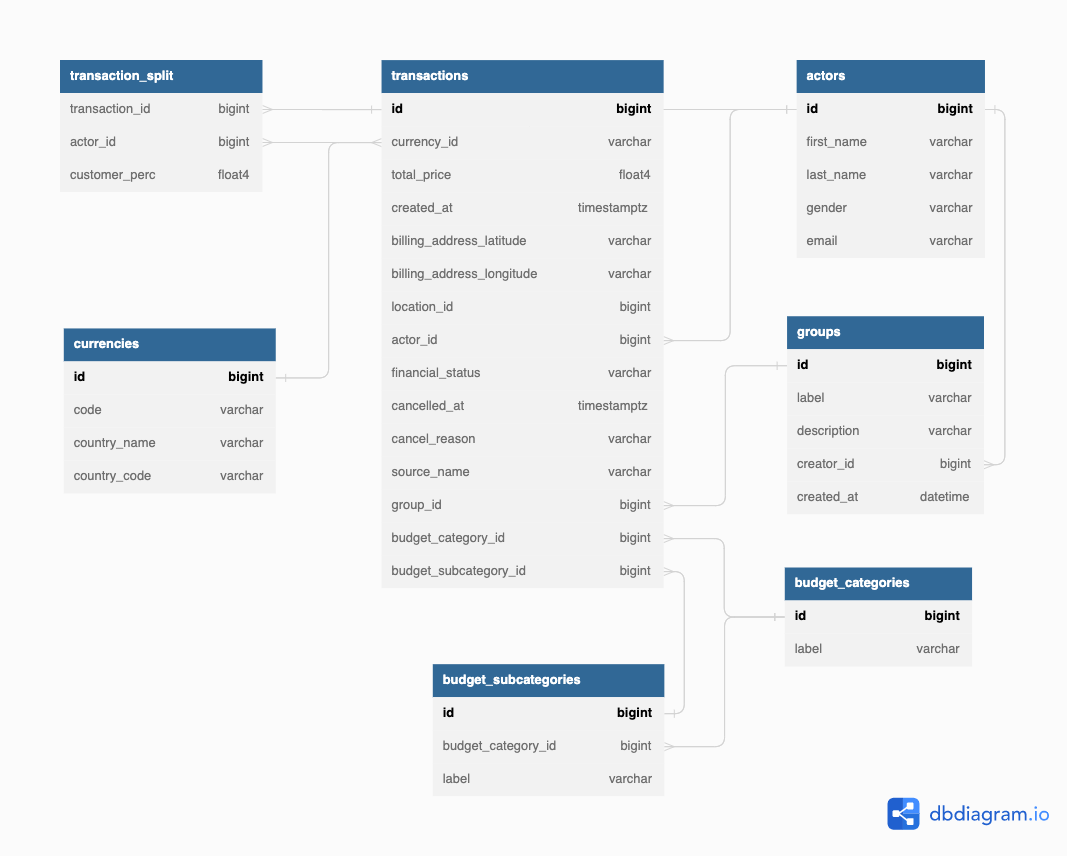 transaction_split
transaction_id bigint
actor_id bigint
customer_perc float4
transactions
id bigint
currency_id varchar
total_price float4
created_at timestamptz
billing_address_latitude varchar
billing_address_longitude varchar
location_id bigint
actor_id bigint
financial_status varchar
cancelled_at timestamptz
cancel_reason varchar
source_name varchar
group_id bigint
budget_category_id bigint
budget_subcategory_id bigint
actors
id bigint
first_name varchar
last_name varchar
gender varchar
email varchar
currencies
id bigint
code varchar
country_name varchar
country_code varchar
groups
id bigint
label varchar
description varchar
creator_id bigint
created_at datetime
budget_categories
id bigint
label varchar
budget_subcategories
id bigint
budget_category_id bigint
label varchar
dbdiagram.io